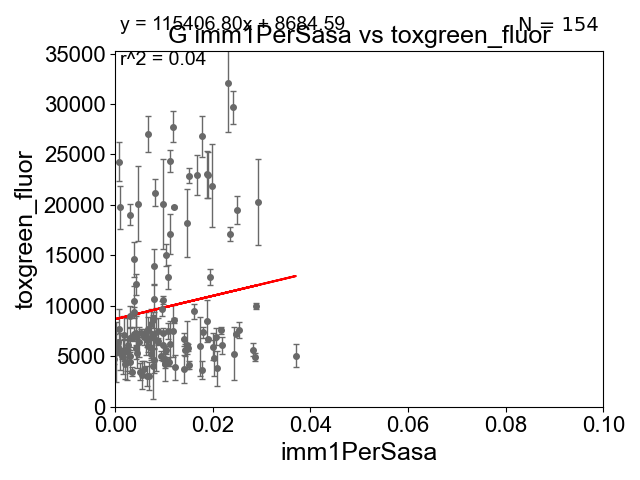 y = 115406.80x + 8684.59
N = 154
G imm1PerSasa vs toxgreen_fluor
r^2 = 0.04
35000
30000
25000
20000
15000
10000
5000
0
toxgreen_fluor
0.00 0.02 0.04 0.06 0.08 0.10
imm1PerSasa